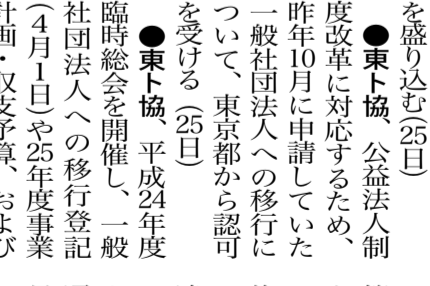 を盛り込む(25日)
●東ト協、公益法人制
度改革に対応するため、
昨年10月に申請していた
一般社団法人への移行に
ついて、東京都から認可
を受ける(25日)
●東ト協、平成24年度
臨時総会を開催し、一般
社団法人への移行登記
(4月1日)や25年度事業
計画・収支予算、および